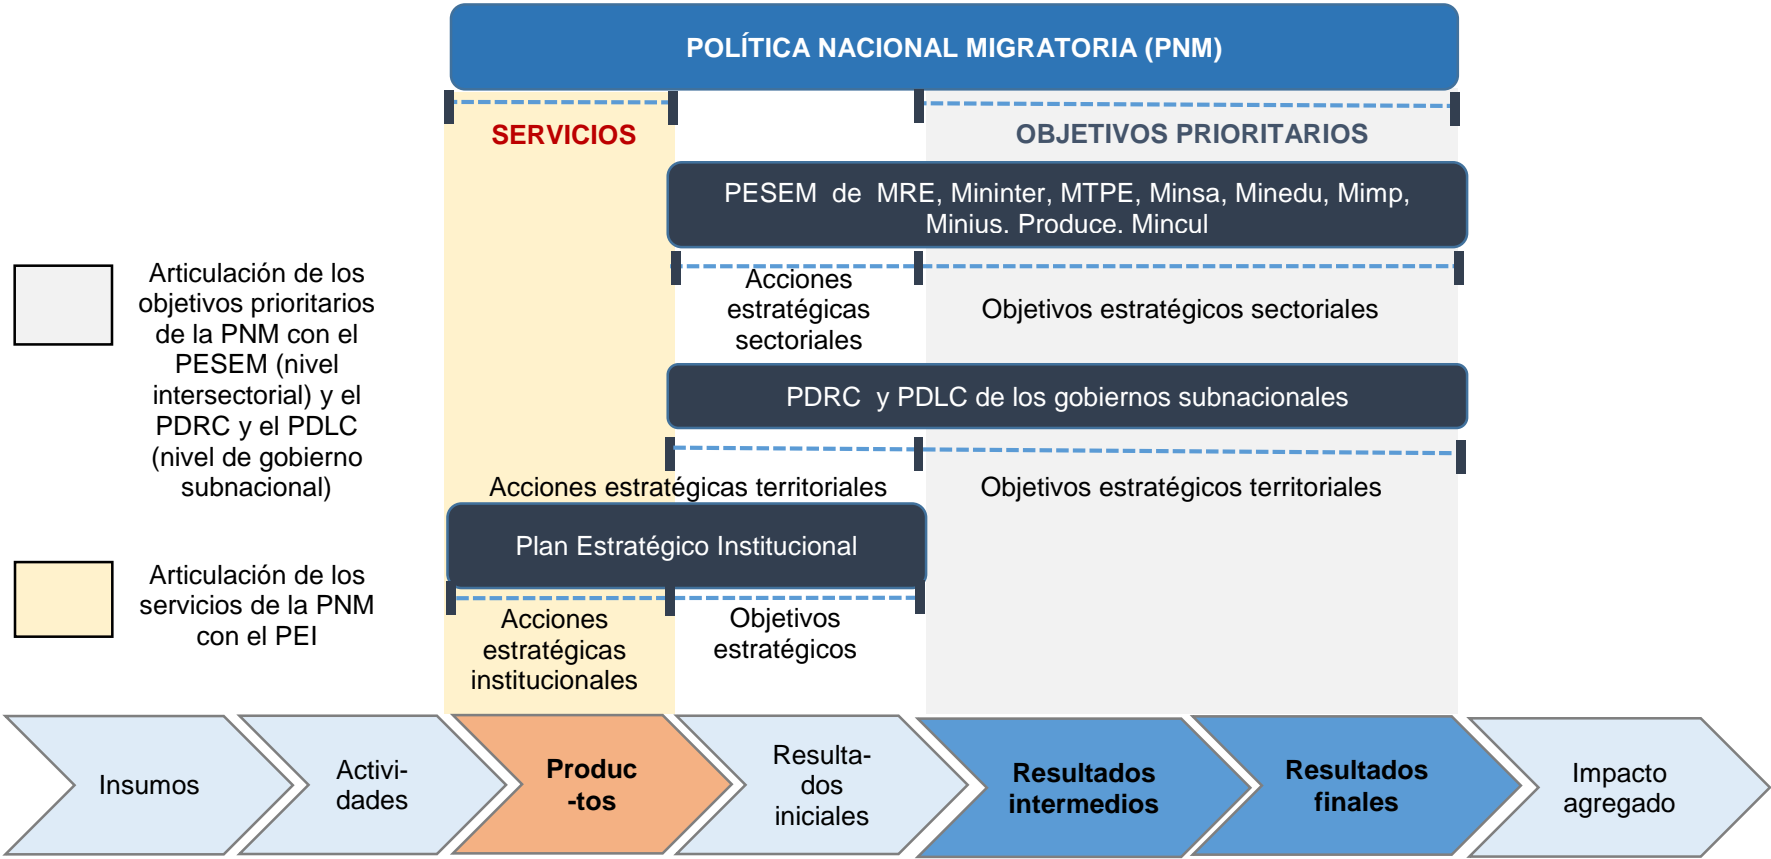 POLÍTICA NACIONAL MIGRATORIA (PNM)
SERVICIOS
OBJETIVOS PRIORITARIOS
PESEM de MRE, Mininter, MTPE, Minsa, Minedu, Mimp,
Minius. Produce. Mincul
Acciones
estratégicas
sectoriales
Objetivos estratégicos sectoriales
PDRC y PDLC de los gobiernos subnacionales
Acciones estratégicas territoriales
Objetivos estratégicos territoriales
Plan Estratégico Institucional
Acciones
estratégicas
institucionales
Objetivos
estratégicos
Articulación de los
objetivos prioritarios
de la PNM con el
PESEM (nivel
intersectorial) y el
PDRC y el PDLC
(nivel de gobierno
subnacional)
Articulación de los
servicios de la PNM
con el PEI
Insumos
Activi-
dades
Produc
-tos
Resulta-
dos
iniciales
Resultados
intermedios
Resultados
finales
Impacto
agregado